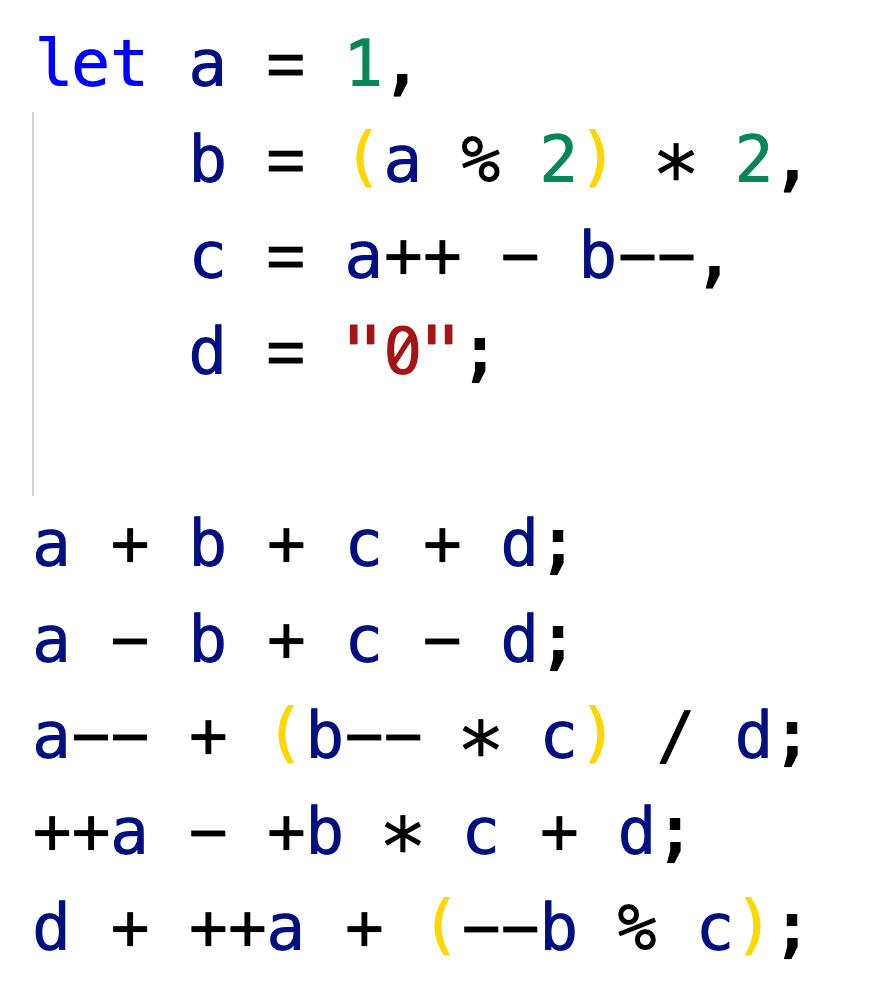 let a = 1,
    b = (a % 2) * 2,
    c = a++ - b--,
    d = "0";

a + b + c + d;
a - b + c - d;
a-- + (b-- * c) / d;
++a - +b * c + d;
d + ++a + (--b % c);